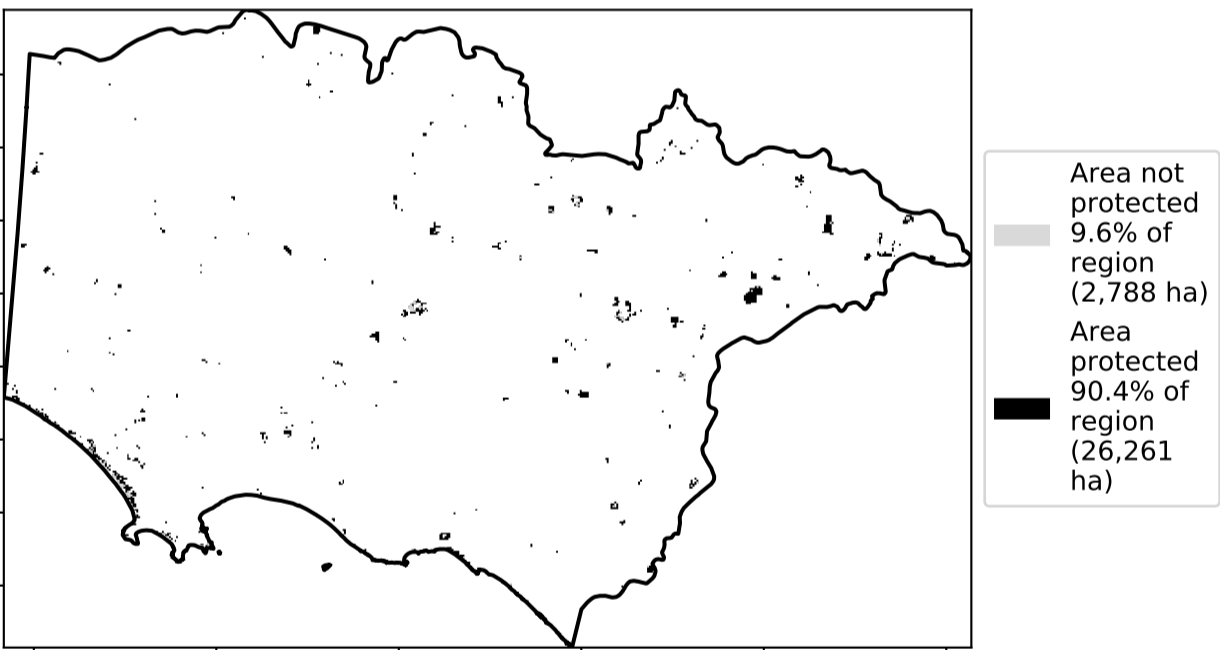 Area not
protected
9.6% of
region
(2,788 ha)
Area
protected
90.4% of
region
(26,261
ha)